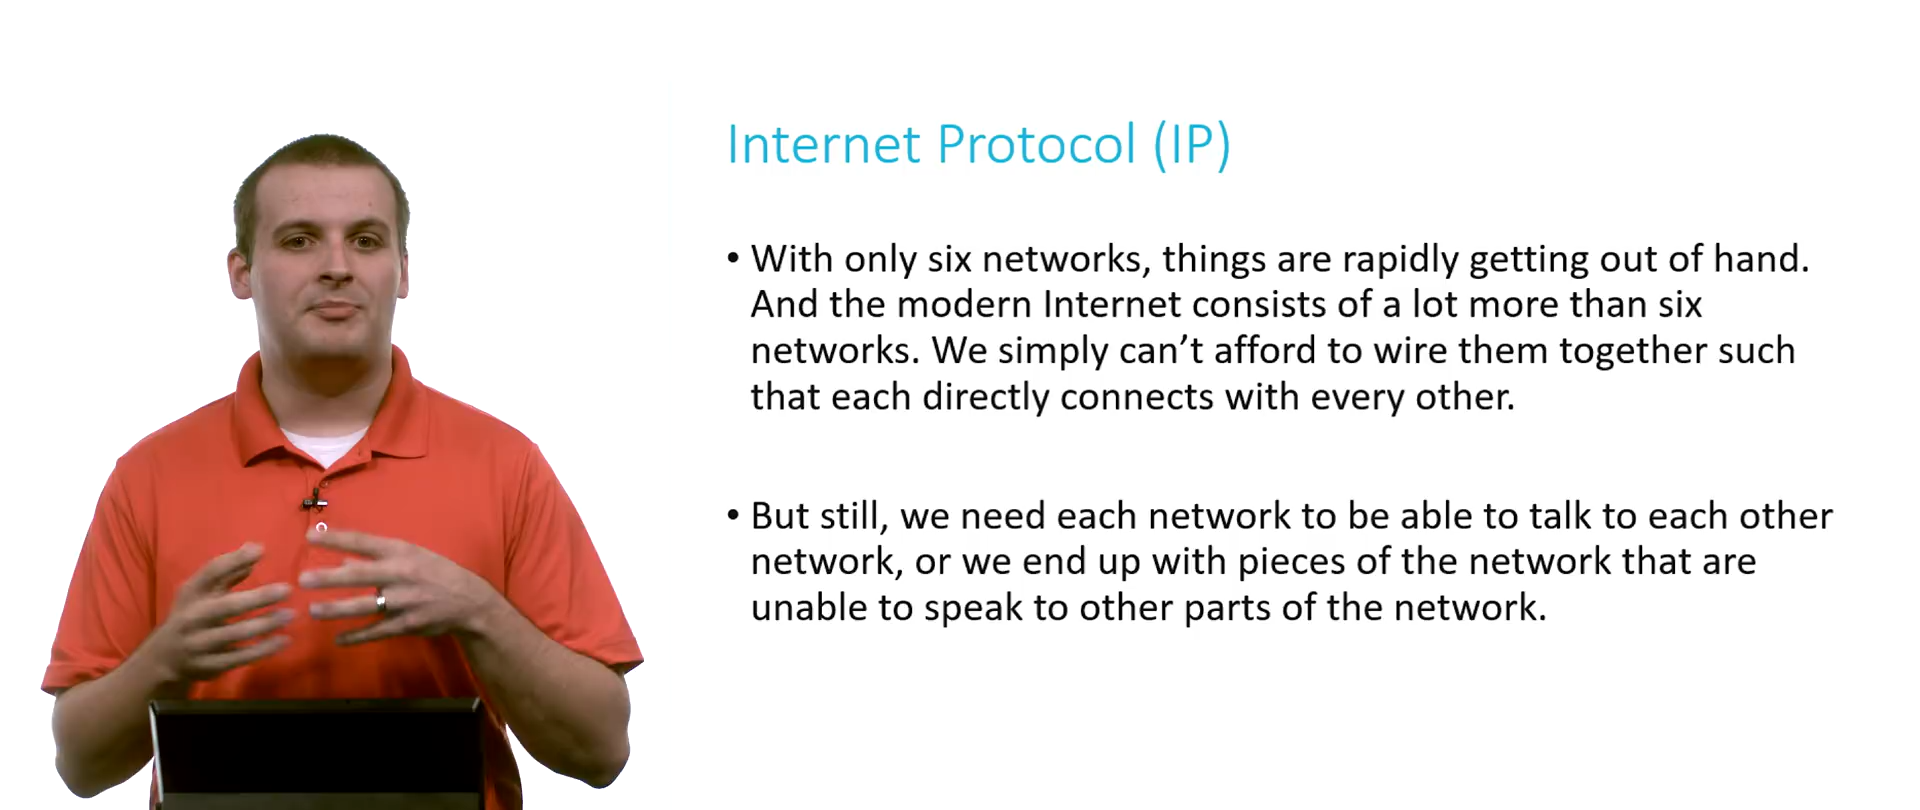 Internet Protocol (IP)
• With only six networks, things are rapidly getting out of hand.
And the modern Internet consists of a lot more than six
networks. We simply can’t afford to wire them together such
that each directly connects with every other.
• But still, we need each network to be able to talk to each other
network, or we end up with pieces of the network that are
unable to speak to other parts of the network.